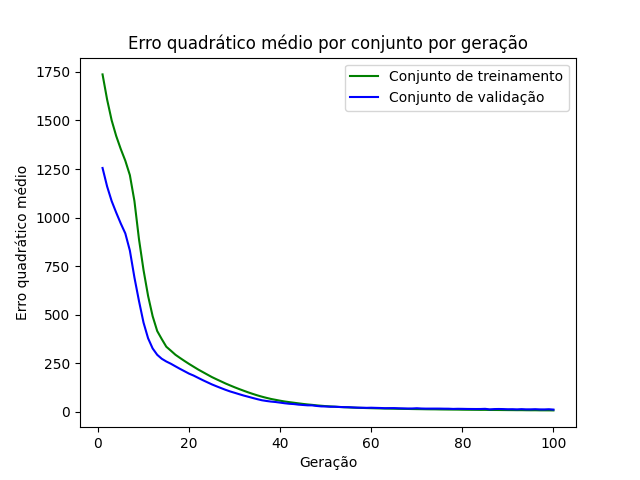 Erro quadrático médio por conjunto por geração
Conjunto de treinamento
Conjunto de validação
Erro quadrático médio
1750
1500
1250
1000
750
500
250
0
0 20 40 60 80 100
Geração